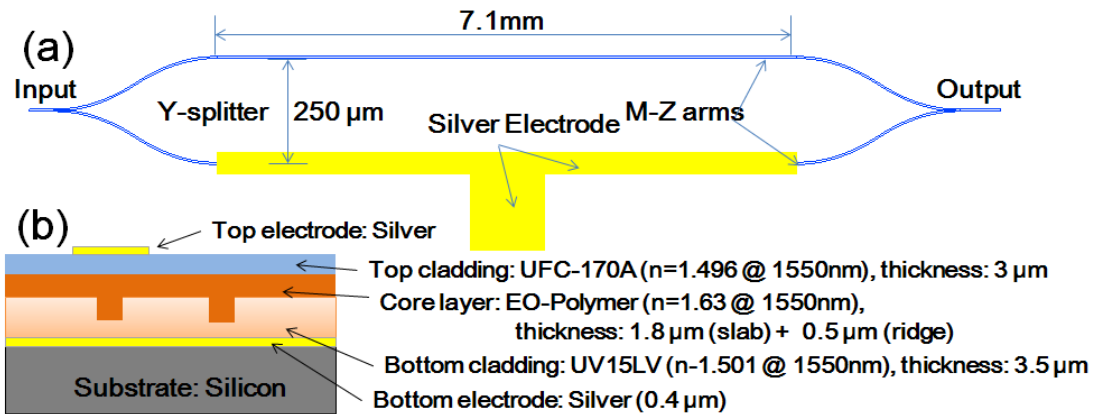 (a)
7.1mm
Input
Output
Y-splitter
250 µm
M-Z arms
Silver Electrode
(b)
Top electrode: Silver
Top cladding: UFC-170A (n=1.496 @ 1550nm), thickness: 3 µm
Core layer: EO-Polymer (n=1.63 @ 1550nm),
thickness: 1.8 µm (slab) + 0.5 µm (ridge)
Bottom cladding: UV15LV (n-1.501 @ 1550nm), thickness: 3.5 µm
Substrate: Silicon
Bottom electrode: Silver (0.4 µm)